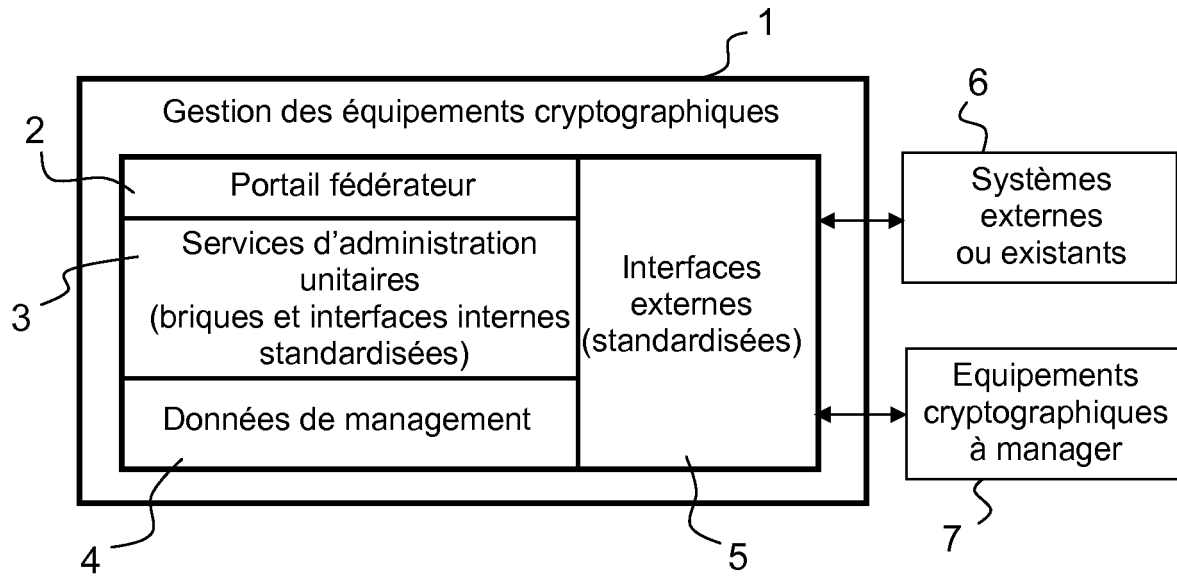 1
Gestion des équipements cryptographiques
2
Portail fédérateur
3
Services d'administration
unitaires
(briques et interfaces internes
standardisées)
Données de management
4
Interfaces
externes
(standardisées)
5
6
Systèmes
externes
ou existants
Equipements
cryptographiques
à manager
7